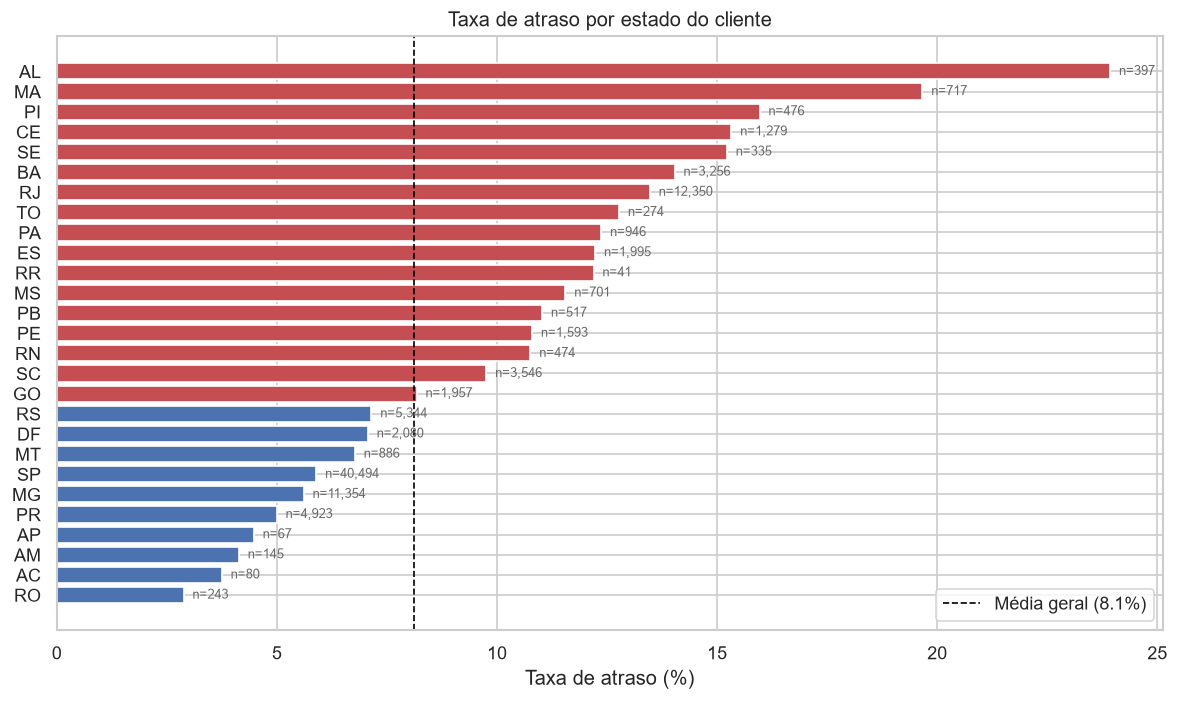 Taxa de atraso por estado do cliente
AL n=397
MA n=717
PI n=476
CE n=1,279
SE n=335
BA n=3,256
RJ n=12,350
TO n=274
PA n=946
ES n=1,995
RR n=41
MS n=701
PB n=517
PE n=1,593
RN n=474
SC n=3,546
GO n=1,957
RS n=5,344
DF n=2,080
MT n=886
SP n=40,494
MG n=11,354
PR n=4,923
AP n=67
AM n=145
AC n=80
RO n=243
Média geral (8.1%)
0 5 10 15 20 25
Taxa de atraso (%)